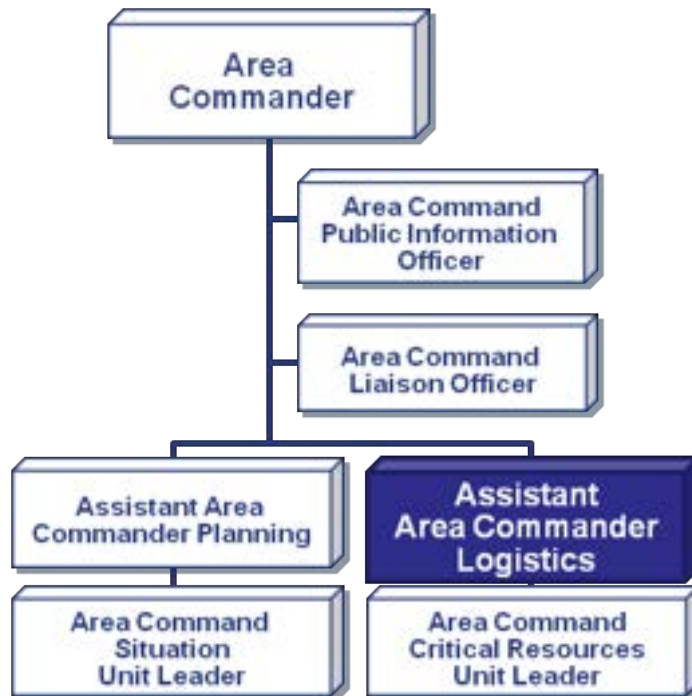 Area
Commander
Area Command
Public Information
Officer
Area Command
Liaison Officer
Assistant Area
Commander Planning
Assistant
Area Commander
Logistics
Area Command
Situation
Unit Leader
Area Command
Critical Resources
Unit Leader